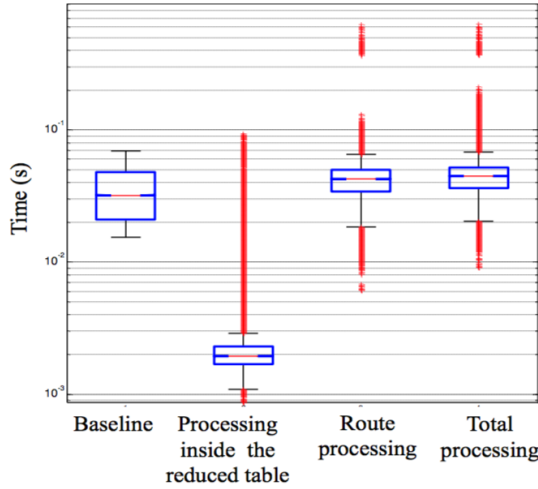 10-1
10-2
10-3
Time (s)
Baseline
Processing
inside the
reduced table
Route
processing
Total
processing